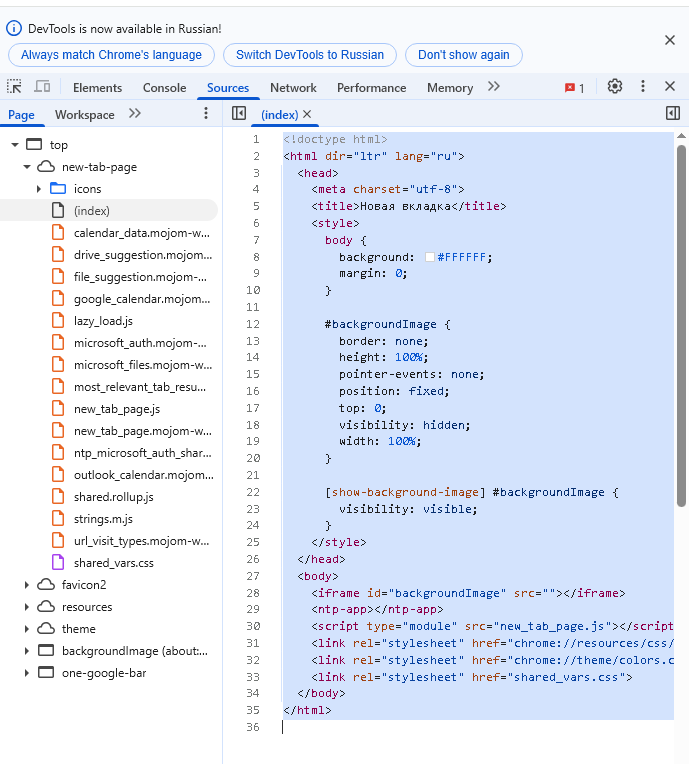 DevTools is now available in Russian!
Always match Chrome's language
Switch DevTools to Russian
Don't show again
Elements
Console
Sources
Network
Performance
Memory
1
Page
Workspace
(index)
top
new-tab-page
icons
(index)
calendar_data.mojom-w...
drive_suggestion.mojom...
file_suggestion.mojom-...
google_calendar.mojom...
lazy_load.js
microsoft_auth.mojom-w...
microsoft_files.mojom-w...
most_relevant_tab_resu...
new_tab_page.js
new_tab_page.mojom-w...
ntp_microsoft_auth_shar...
outlook_calendar.mojom...
shared.rollup.js
strings.m.js
url_visit_types.mojom-w...
shared_vars.css
favicon2
resources
theme
backgroundImage (about:...
one-google-bar
1 <!doctype html>
2 <html dir="ltr" lang="ru">
3 <head>
4 <meta charset="utf-8">
5 <title>Новая вкладка</title>
6 <style>
7 body {
8 background: #FFFFFF;
9 margin: 0;
10 }
11
12 #backgroundImage {
13 border: none;
14 height: 100%;
15 pointer-events: none;
16 position: fixed;
17 top: 0;
18 visibility: hidden;
19 width: 100%;
20 }
21
22 [show-background-image] #backgroundImage {
23 visibility: visible;
24 }
25 </style>
26 </head>
27 <body>
28 <iframe id="backgroundImage" src=""></iframe>
29 <ntp-app></ntp-app>
30 <script type="module" src="new_tab_page.js"></script
31 <link rel="stylesheet" href="chrome://resources/css/
32 <link rel="stylesheet" href="chrome://theme/colors.c
33 <link rel="stylesheet" href="shared_vars.css">
34 </body>
35 </html>
36